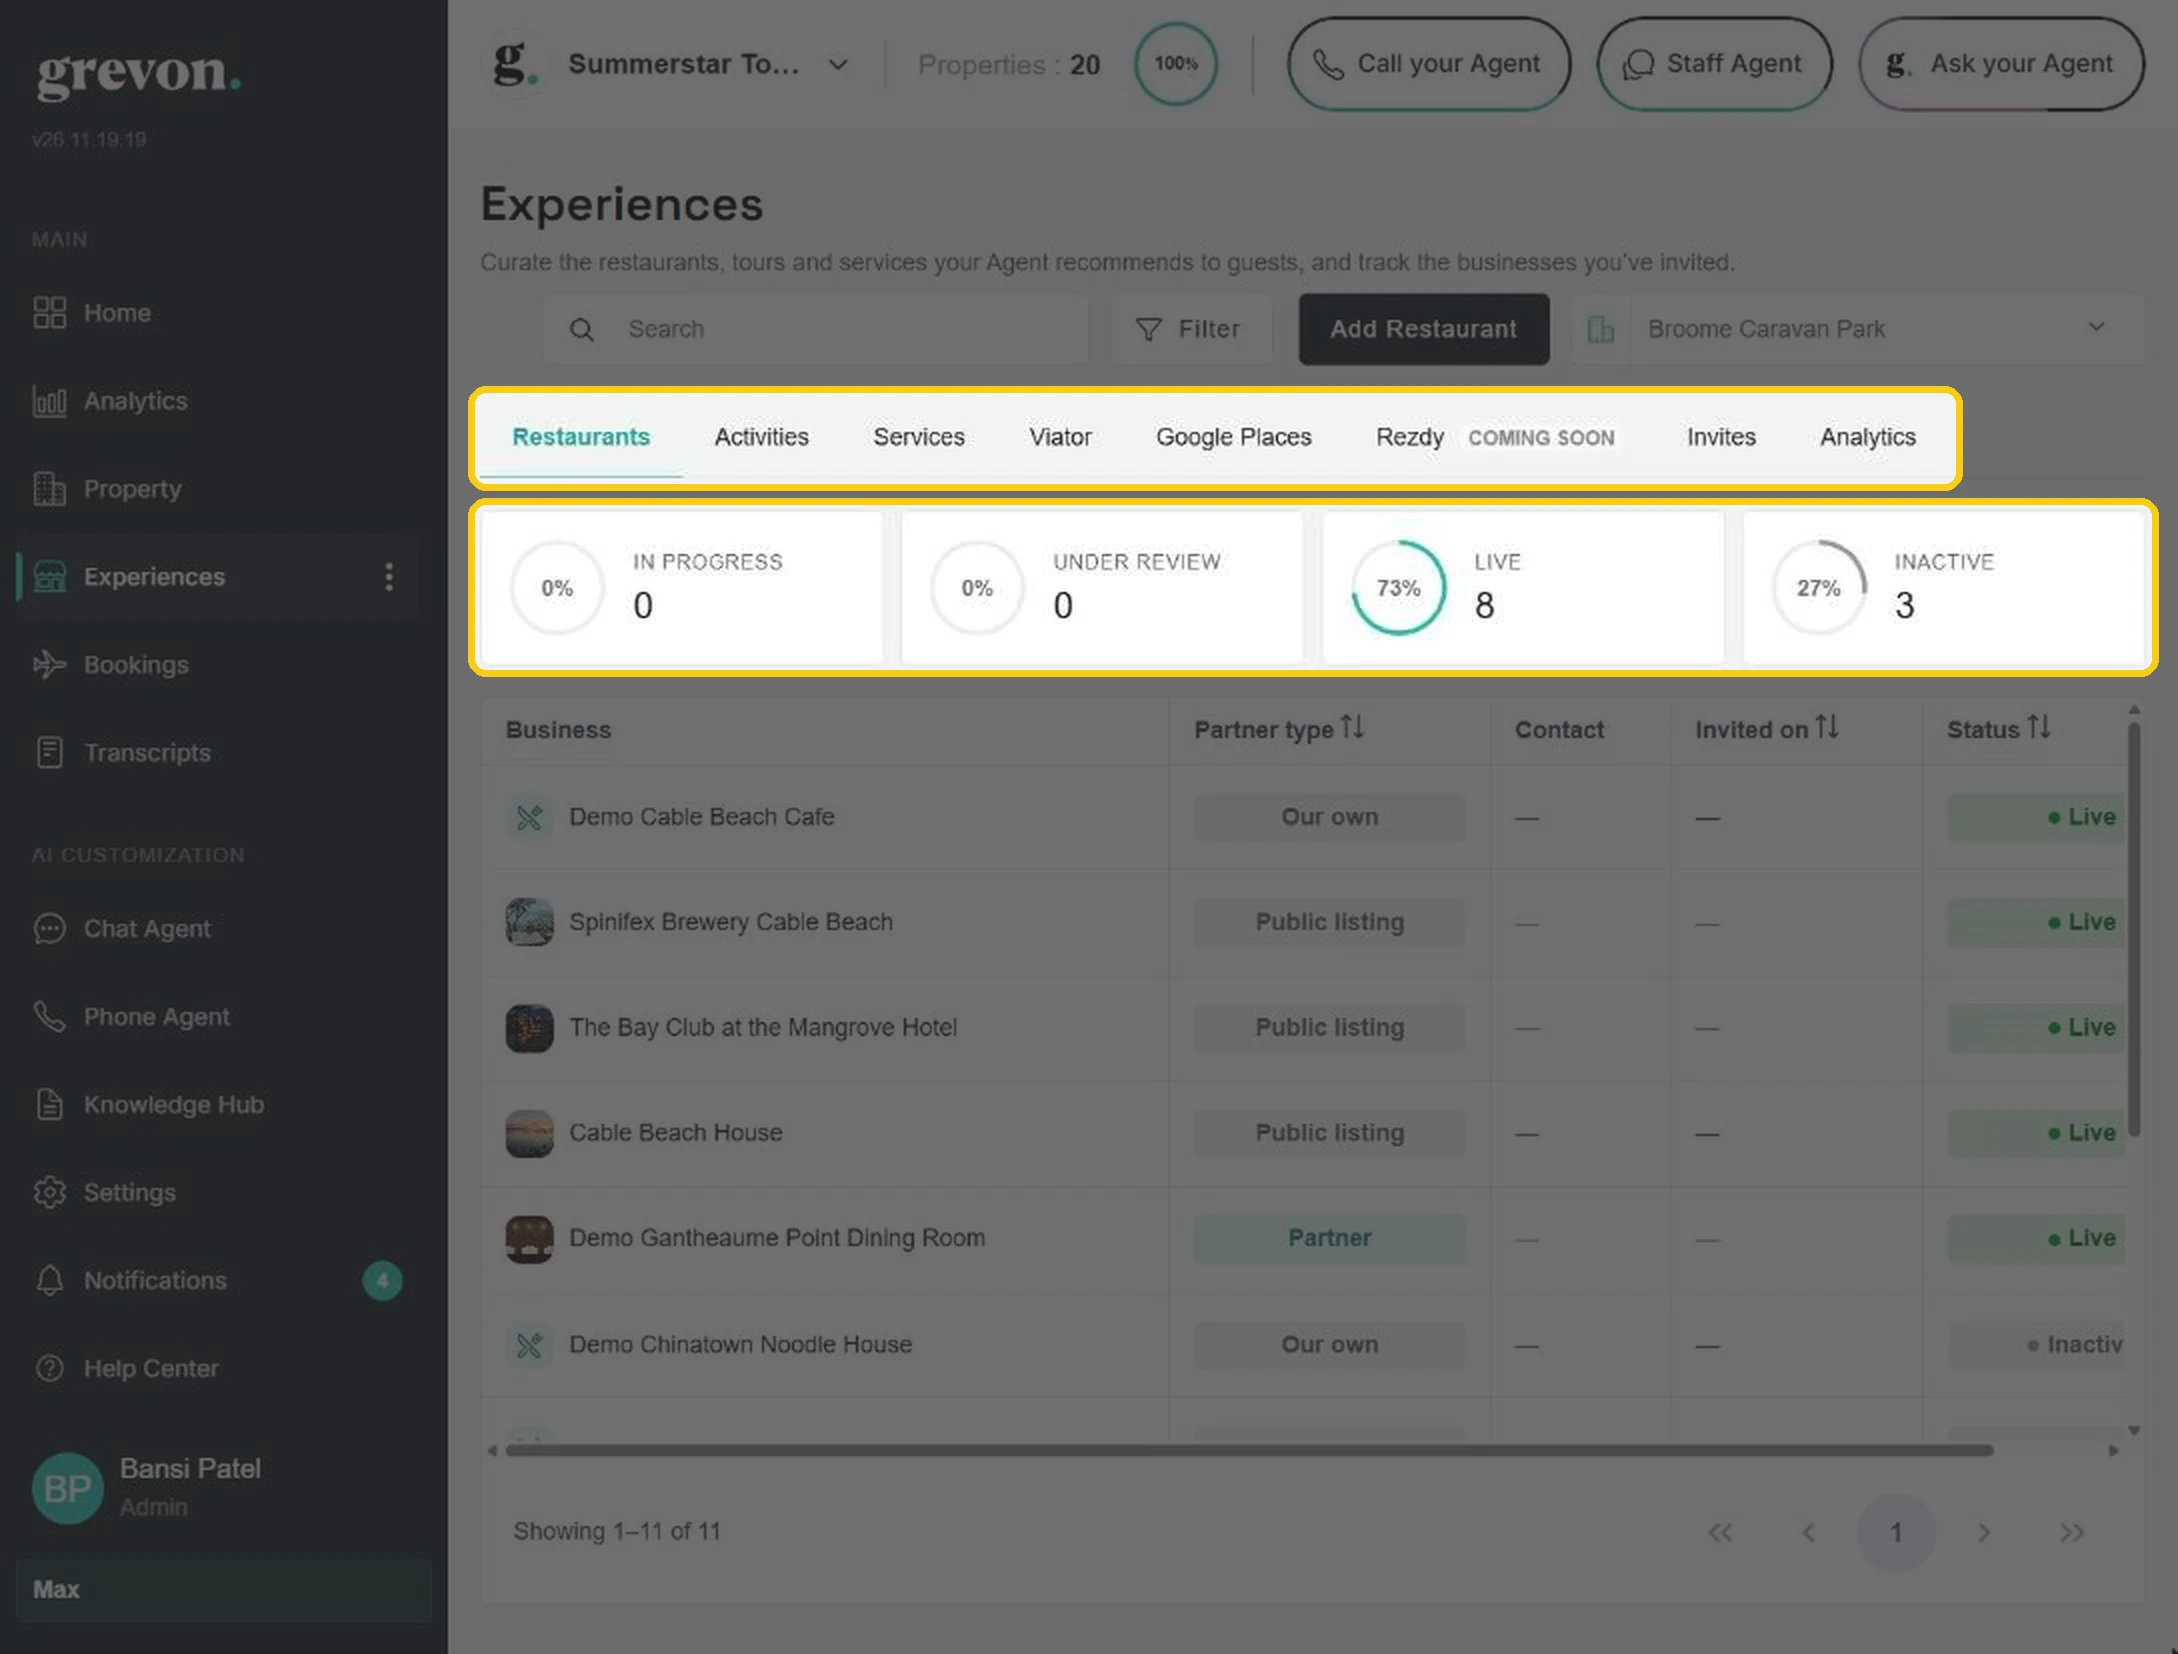 grevon.
v26.11.19.19
MAIN
Home
Analytics
Property
Experiences
Bookings
Transcripts
AI CUSTOMIZATION
Chat Agent
Phone Agent
Knowledge Hub
Settings
Notifications 4
Help Center
BP Bansi Patel
Admin
Max
g. Summerstar To... Properties : 20 100% Call your Agent Staff Agent g. Ask your Agent
Experiences
Curate the restaurants, tours and services your Agent recommends to guests, and track the businesses you've invited.
Search Filter Add Restaurant Broome Caravan Park
Restaurants Activities Services Viator Google Places Rezdy COMING SOON Invites Analytics
0% IN PROGRESS 0
0% UNDER REVIEW 0
73% LIVE 8
27% INACTIVE 3
Business Partner type Contact Invited on Status
Demo Cable Beach Cafe Our own — — Live
Spinifex Brewery Cable Beach Public listing — — Live
The Bay Club at the Mangrove Hotel Public listing — — Live
Cable Beach House Public listing — — Live
Demo Gantheaume Point Dining Room Partner — — Live
Demo Chinatown Noodle House Our own — — Inactiv
Showing 1–11 of 11 1